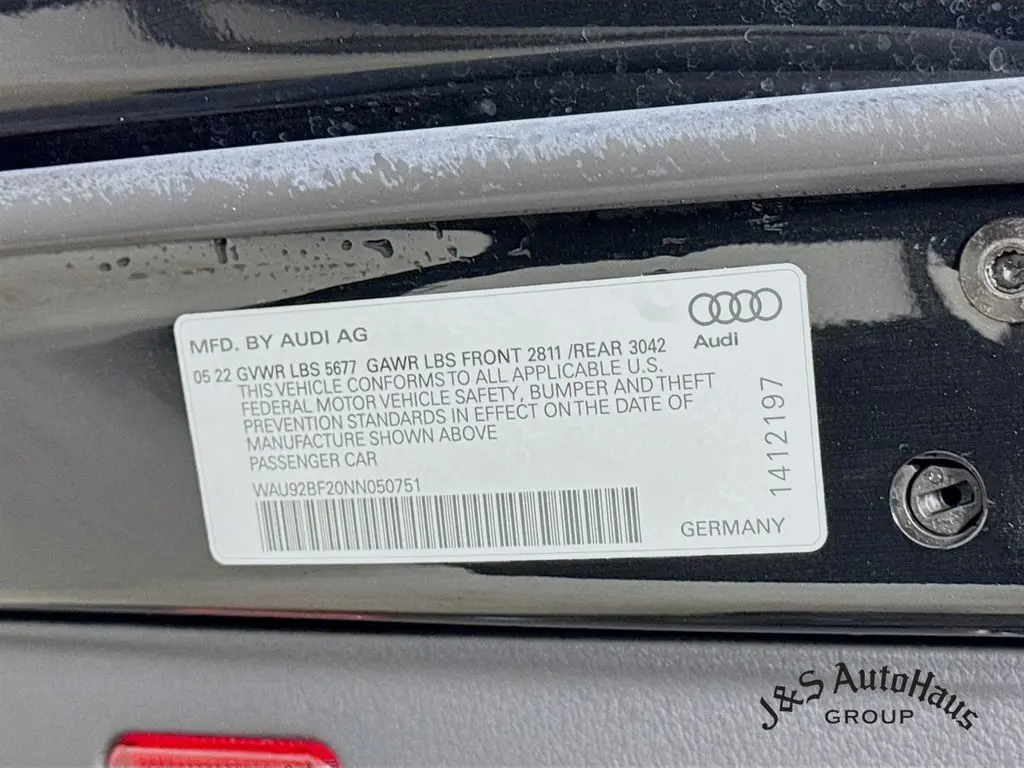 MFD. BY AUDI AG
Audi
05 22 GVWR LBS 5677 GAWR LBS FRONT 2811 /REAR 3042
THIS VEHICLE CONFORMS TO ALL APPLICABLE U.S.
FEDERAL MOTOR VEHICLE SAFETY, BUMPER AND THEFT
PREVENTION STANDARDS IN EFFECT ON THE DATE OF
MANUFACTURE SHOWN ABOVE
PASSENGER CAR
WAU92BF20NN050751
1412197
GERMANY
J&S AutoHaus
GROUP